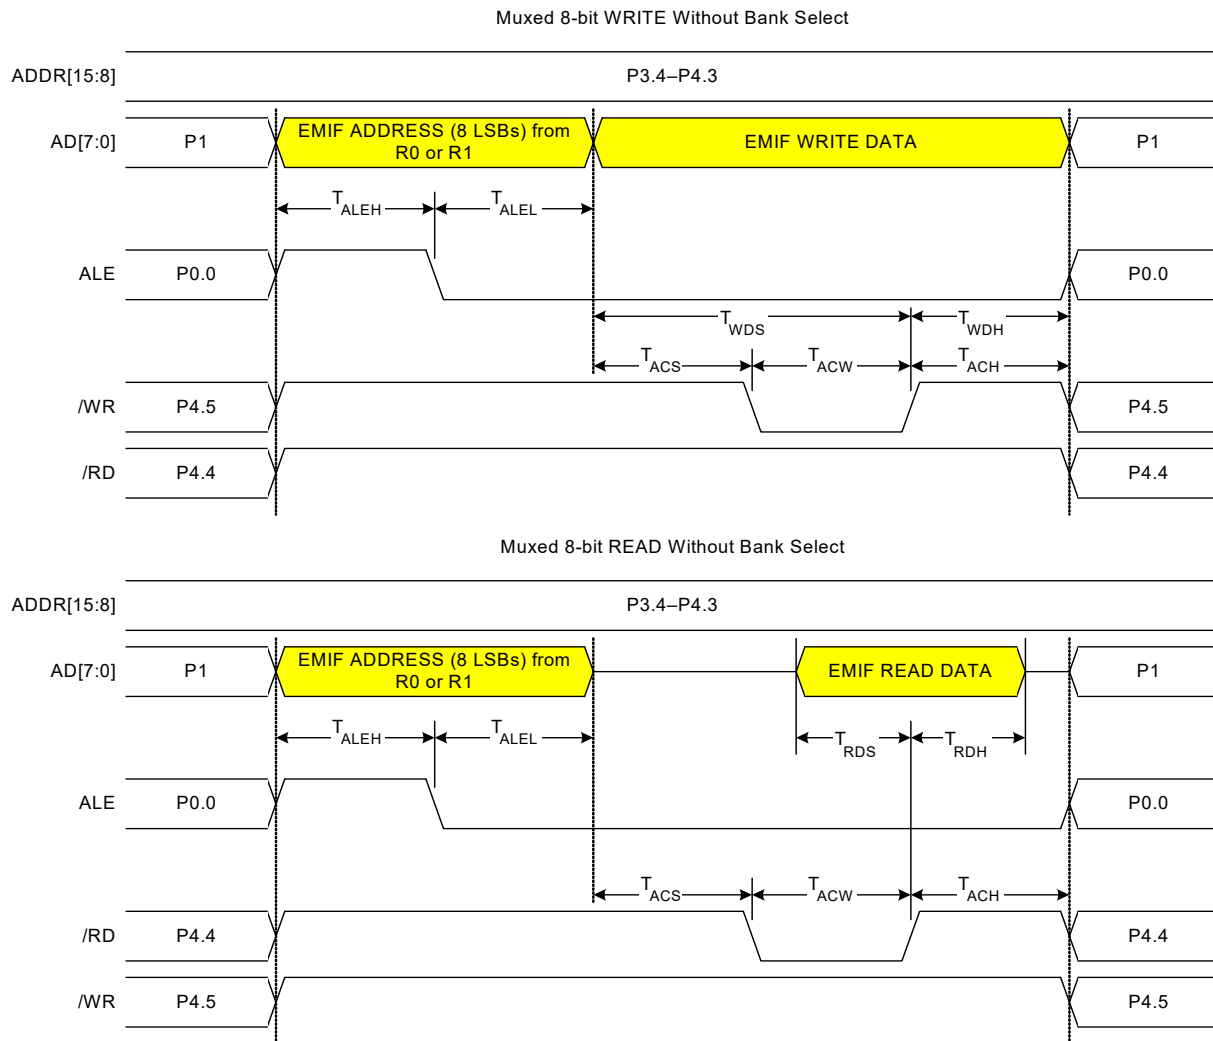 Muxed 8-bit WRITE Without Bank Select
ADDR[15:8] P3.4–P4.3
AD[7:0] P1 EMIF ADDRESS (8 LSBs) from R0 or R1 EMIF WRITE DATA P1
TALEH TALEL
ALE P0.0 P0.0
TWDS TWDH
TACS TACW TACH
/WR P4.5 P4.5
/RD P4.4 P4.4
Muxed 8-bit READ Without Bank Select
ADDR[15:8] P3.4–P4.3
AD[7:0] P1 EMIF ADDRESS (8 LSBs) from R0 or R1 EMIF READ DATA P1
TALEH TALEL TRDS TRDH
ALE P0.0 P0.0
TACS TACW TACH
/RD P4.4 P4.4
/WR P4.5 P4.5